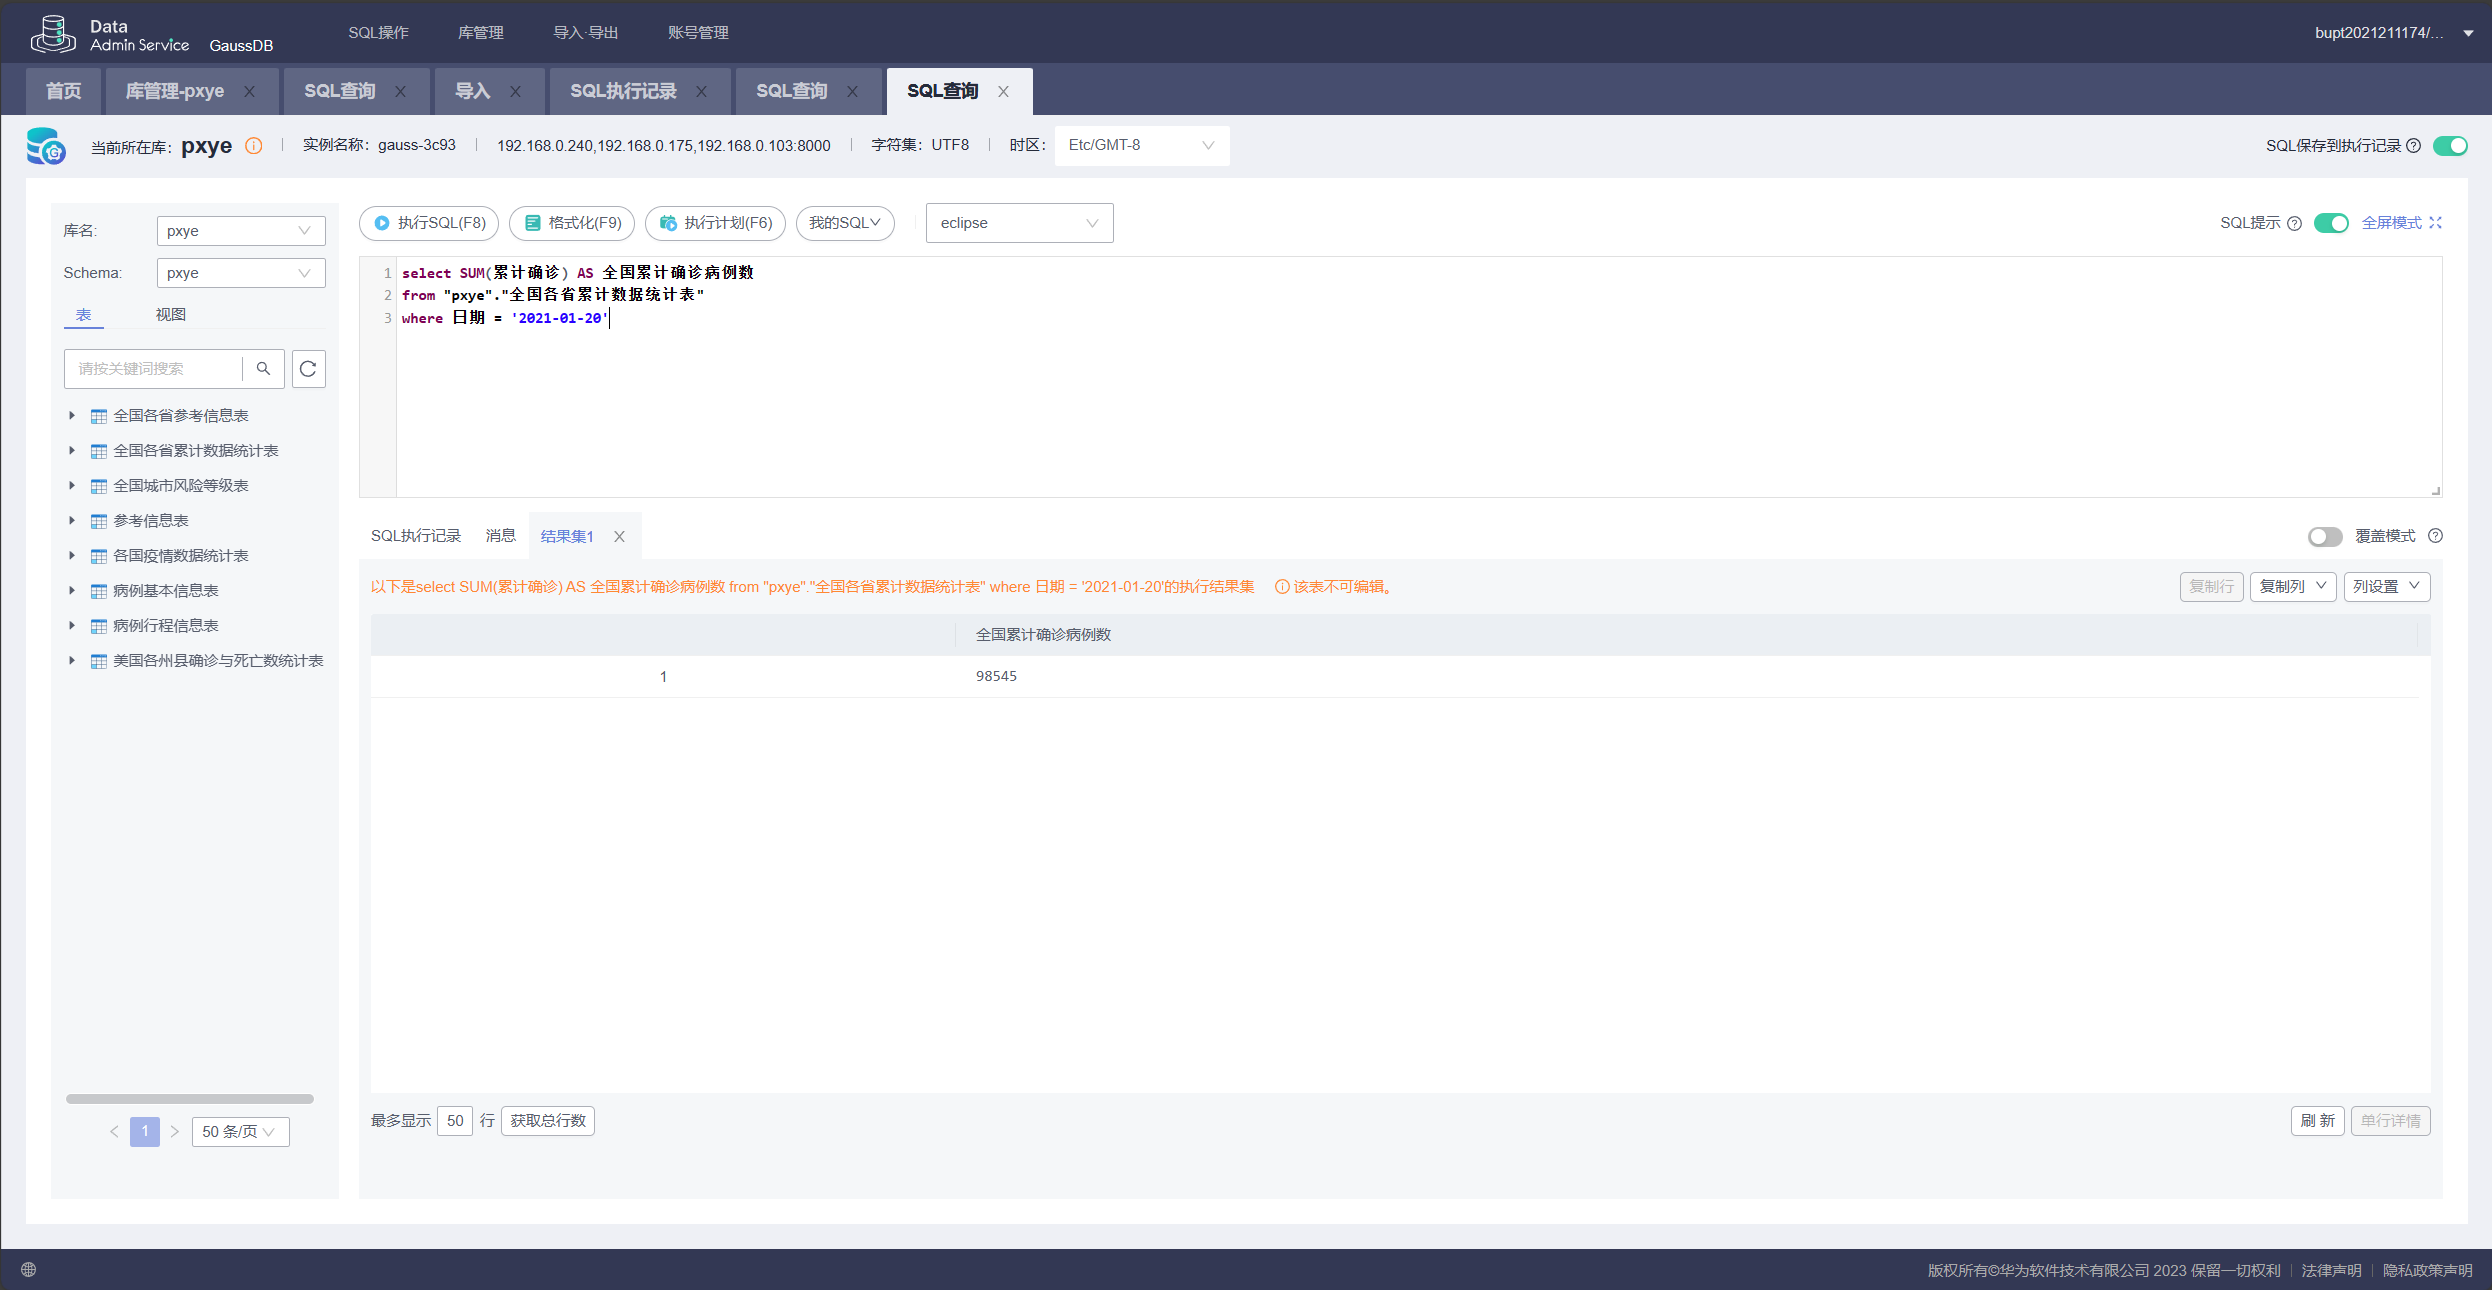 Data
Admin Service GaussDB SQL操作 库管理 导入·导出 账号管理 bupt2021211174/...
首页 库管理-pxye SQL查询 导入 SQL执行记录 SQL查询 SQL查询
当前所在库: pxye 实例名称: gauss-3c93 192.168.0.240,192.168.0.175,192.168.0.103:8000 字符集: UTF8 时区: Etc/GMT-8 SQL保存到执行记录
库名: pxye
Schema: pxye
表 视图
请按关键词搜索
全国各省参考信息表
全国各省累计数据统计表
全国城市风险等级表
参考信息表
各国疫情数据统计表
病例基本信息表
病例行程信息表
美国各州县确诊与死亡数统计表
1 50 条/页
执行SQL(F8) 格式化(F9) 执行计划(F6) 我的SQL eclipse SQL提示 全屏模式
1 select SUM(累计确诊) AS 全国累计确诊病例数
2 from "pxye"."全国各省累计数据统计表"
3 where 日期 = '2021-01-20'
SQL执行记录 消息 结果集1 覆盖模式
以下是select SUM(累计确诊) AS 全国累计确诊病例数 from "pxye"."全国各省累计数据统计表" where 日期 = '2021-01-20'的执行结果集 该表不可编辑。 复制行 复制列 列设置
全国累计确诊病例数
1 98545
最多显示 50 行 获取总行数 刷新 单行详情
版权所有©华为软件技术有限公司 2023 保留一切权利 法律声明 隐私政策声明